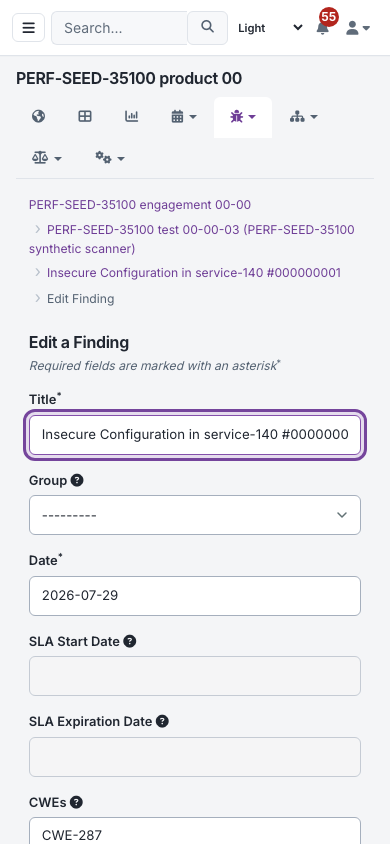 Search...
Light
55
PERF-SEED-35100 product 00
PERF-SEED-35100 engagement 00-00
PERF-SEED-35100 test 00-00-03 (PERF-SEED-35100
synthetic scanner)
Insecure Configuration in service-140 #000000001
Edit Finding
Edit a Finding
Required fields are marked with an asterisk*
Title*
Insecure Configuration in service-140 #0000000
Group
---------
Date*
2026-07-29
SLA Start Date
SLA Expiration Date
CWEs
CWE-287